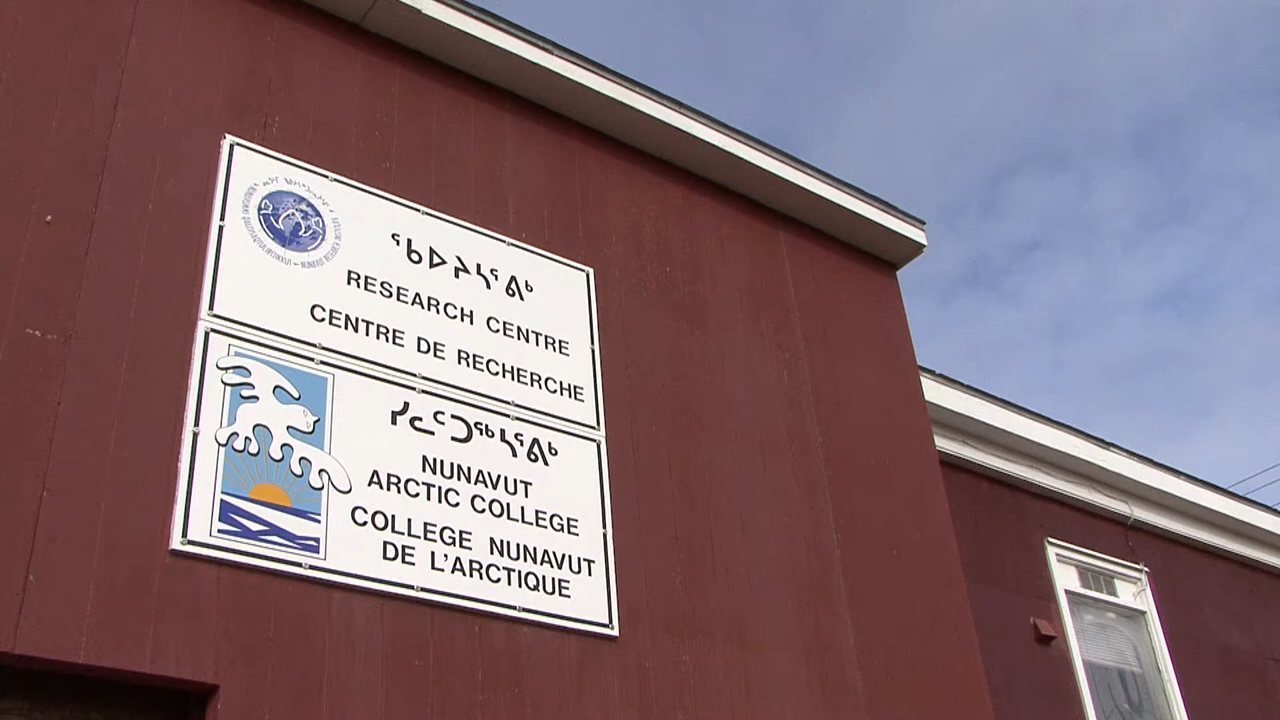 ᖃᐅᔨᓴᕐᕕᒃ
RESEARCH CENTRE
CENTRE DE RECHERCHE
ᓯᓚᑦᑐᖅᓴᕐᕕᒃ
NUNAVUT
ARCTIC COLLEGE
COLLEGE NUNAVUT
DE L'ARCTIQUE